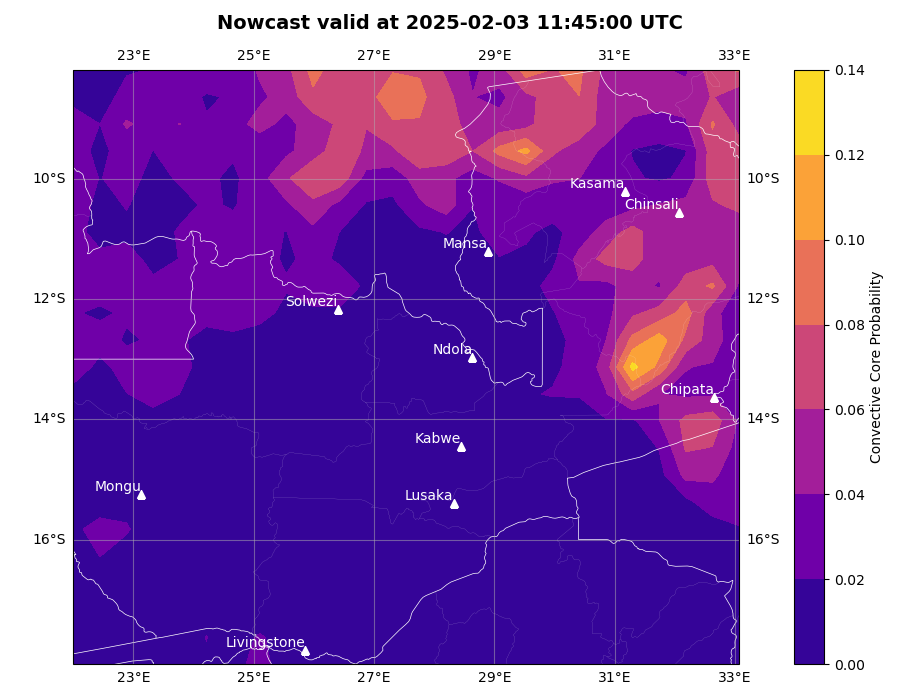 Nowcast valid at 2025-02-03 11:45:00 UTC
23°E 25°E 27°E 29°E 31°E 33°E
0.14
0.12
10°S 10°S
Kasama
Chinsali
0.10
Mansa
12°S 12°S
Solwezi
0.08
Ndola
Chipata
0.06
14°S 14°S
Kabwe
Mongu
Lusaka
0.04
16°S 16°S
0.02
Livingstone
0.00
23°E 25°E 27°E 29°E 31°E 33°E
Convective Core Probability